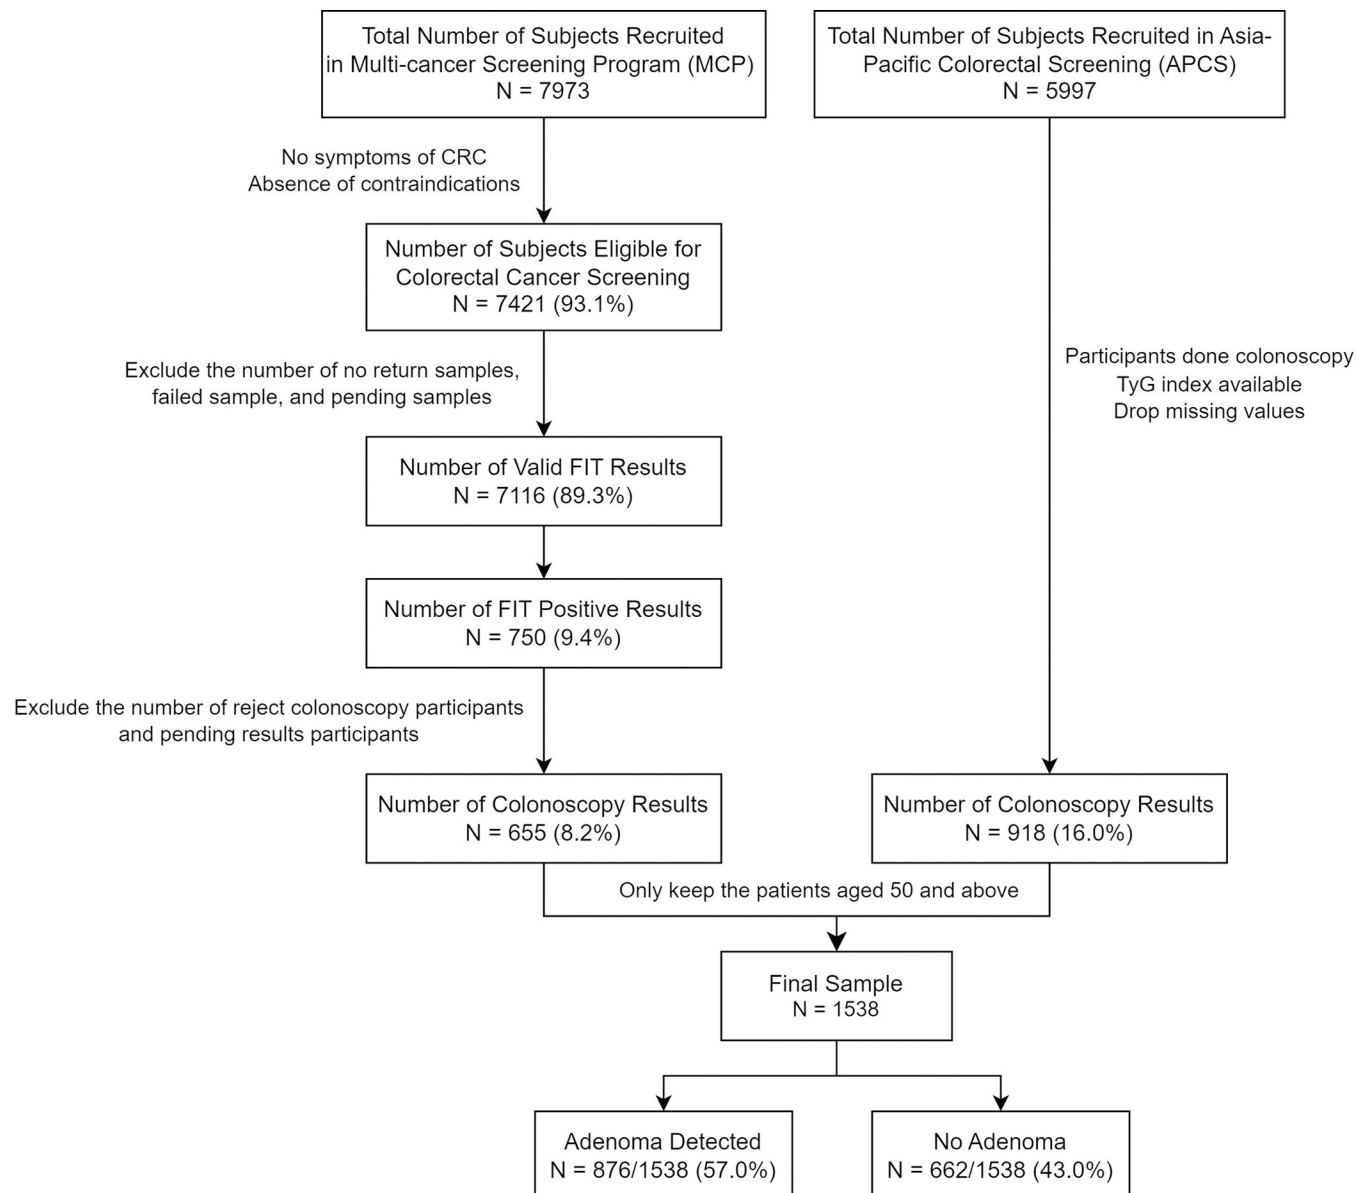 Total Number of Subjects Recruited
in Multi-cancer Screening Program (MCP)
N = 7973
Total Number of Subjects Recruited in Asia-
Pacific Colorectal Screening (APCS)
N = 5997
No symptoms of CRC
Absence of contraindications
Number of Subjects Eligible for
Colorectal Cancer Screening
N = 7421 (93.1%)
Exclude the number of no return samples,
failed sample, and pending samples
Participants done colonoscopy
TyG index available
Drop missing values
Number of Valid FIT Results
N = 7116 (89.3%)
Number of FIT Positive Results
N = 750 (9.4%)
Exclude the number of reject colonoscopy participants
and pending results participants
Number of Colonoscopy Results
N = 655 (8.2%)
Number of Colonoscopy Results
N = 918 (16.0%)
Only keep the patients aged 50 and above
Final Sample
N = 1538
Adenoma Detected
N = 876/1538 (57.0%)
No Adenoma
N = 662/1538 (43.0%)